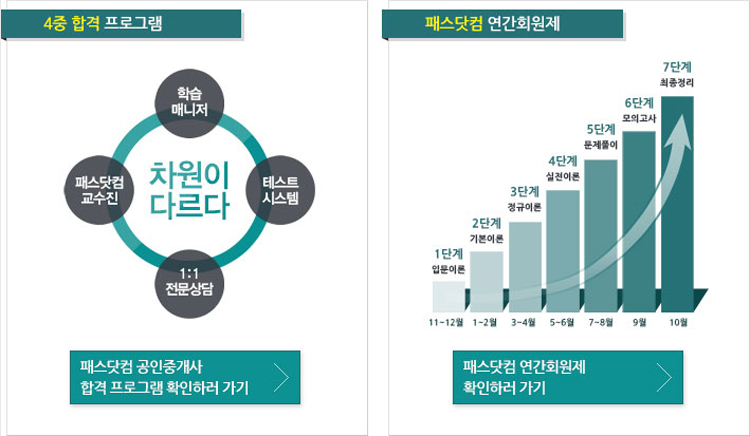 4중 합격 프로그램
학습
매니저
패스닷컴
교수진
차원이
다르다
테스트
시스템
1:1
전문상담
패스닷컴 공인중개사
합격 프로그램 확인하러 가기
패스닷컴 연간회원제
1단계
입문이론
2단계
기본이론
3단계
정규이론
4단계
실전이론
5단계
문제풀이
6단계
모의고사
7단계
최종정리
11~12월 1~2월 3~4월 5~6월 7~8월 9월 10월
패스닷컴 연간회원제
확인하러 가기